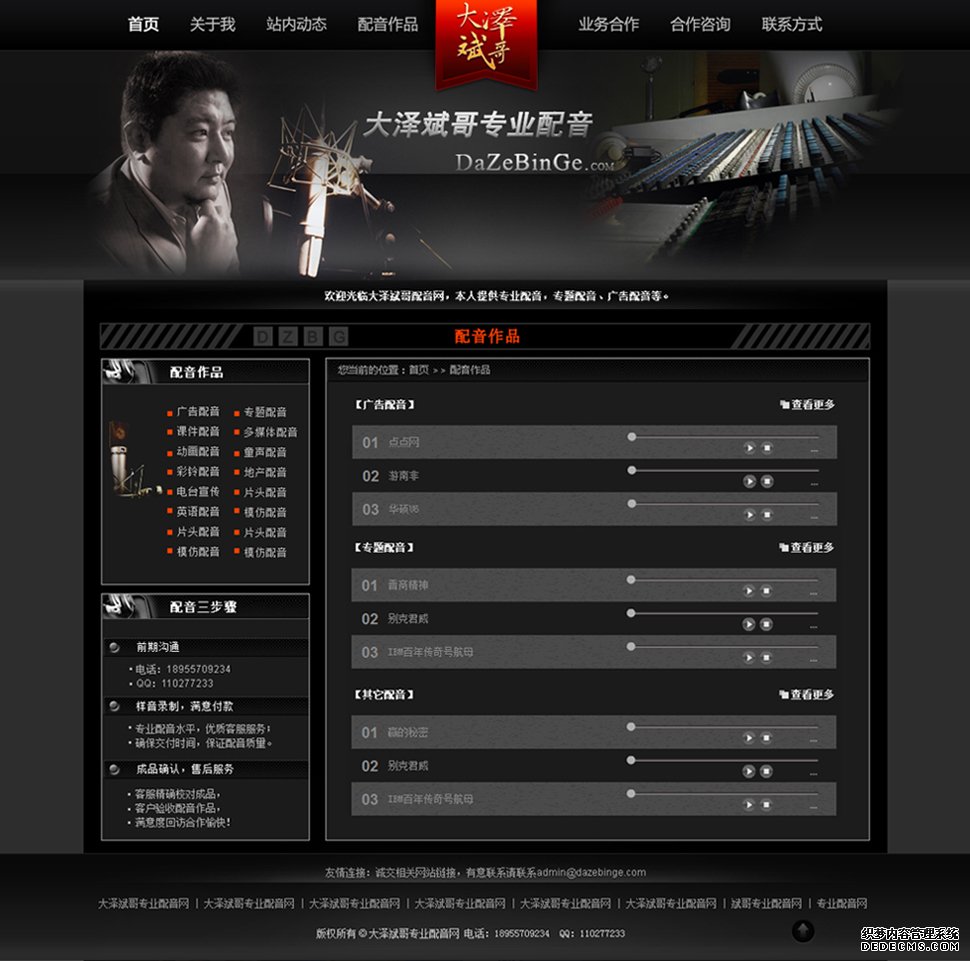 首页 关于我 站内动态 配音作品 大泽斌哥 业务合作 合作咨询 联系方式
大泽斌哥专业配音
DaZeBinGe.COM
欢迎光临大泽斌哥配音网，本人提供专业配音，专题配音、广告配音等。
D Z B G 配音作品
配音作品
广告配音 专题配音
课件配音 多媒体配音
动画配音 童声配音
彩铃配音 地产配音
电台宣传 片头配音
英语配音 模仿配音
片头配音 片头配音
模仿配音 模仿配音
配音三步骤
前期沟通
电话：18955709234
QQ：110277233
样音录制，满意付款
专业配音水平，优质客服服务；
确保交付时间，保证配音质量。
成品确认，售后服务
客服精确校对成品，
客户验收配音作品，
满意度回访合作愉快！
您当前的位置：首页 >> 配音作品
【广告配音】 查看更多
01 点点网 ...
02 游南非 ...
03 华硕V6 ...
【专题配音】 查看更多
01 晋商精神 ...
02 别克君威 ...
03 IBM百年传奇号航母 ...
【其它配音】 查看更多
01 赢的秘密 ...
02 别克君威 ...
03 IBM百年传奇号航母 ...
友情连接：诚交相关网站链接，有意联系请联系admin@dazebinge.com
大泽斌哥专业配音网 | 大泽斌哥专业配音网 | 大泽斌哥专业配音网 | 大泽斌哥专业配音网 | 大泽斌哥专业配音网 | 大泽斌哥专业配音网 | 斌哥专业配音网 | 专业配音网
版权所有 © 大泽斌哥专业配音网 电话：18955709234 QQ：110277233
织梦内容管理系统
DEDECMS.COM